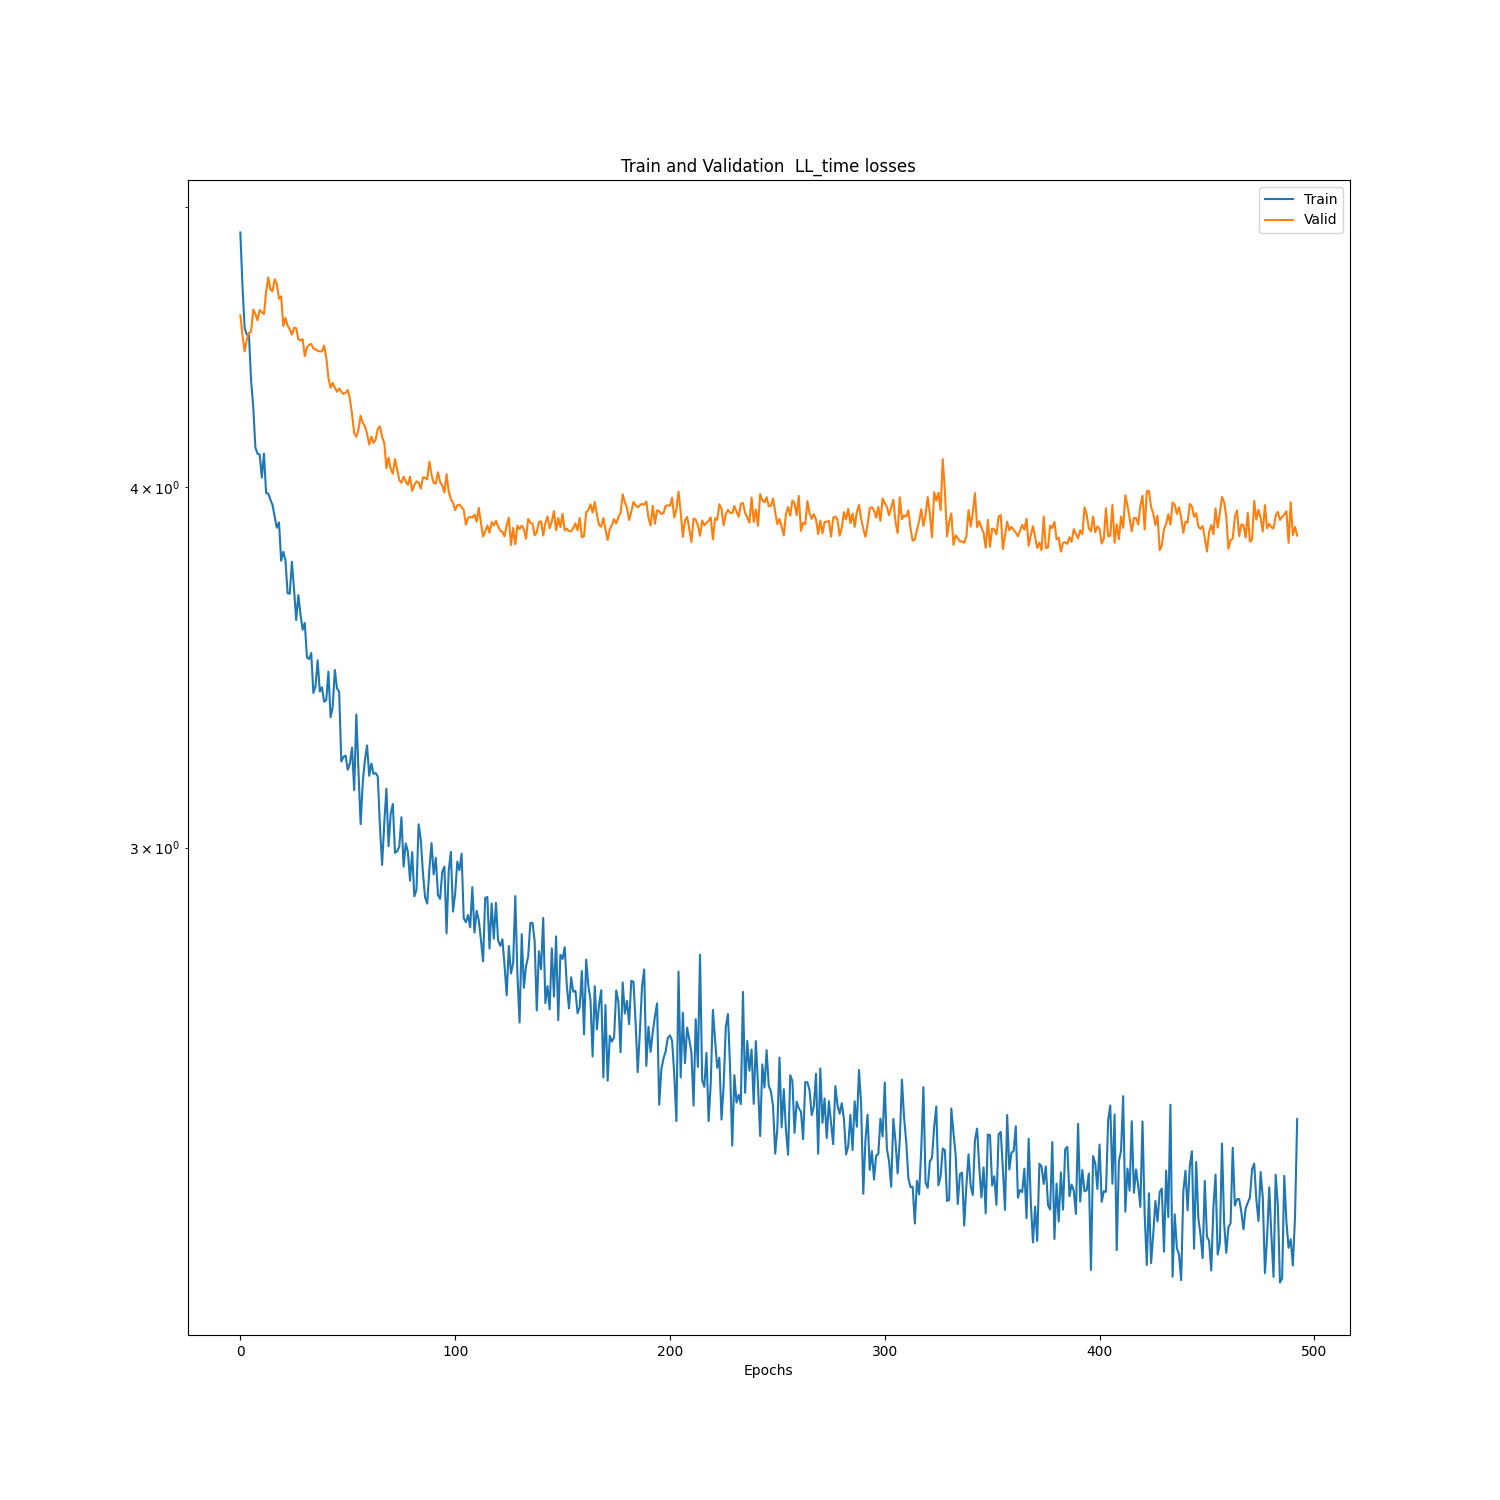 Train and Validation  LL_time losses
Train
Valid
4 × 10⁰
3 × 10⁰
0 100 200 300 400 500
Epochs